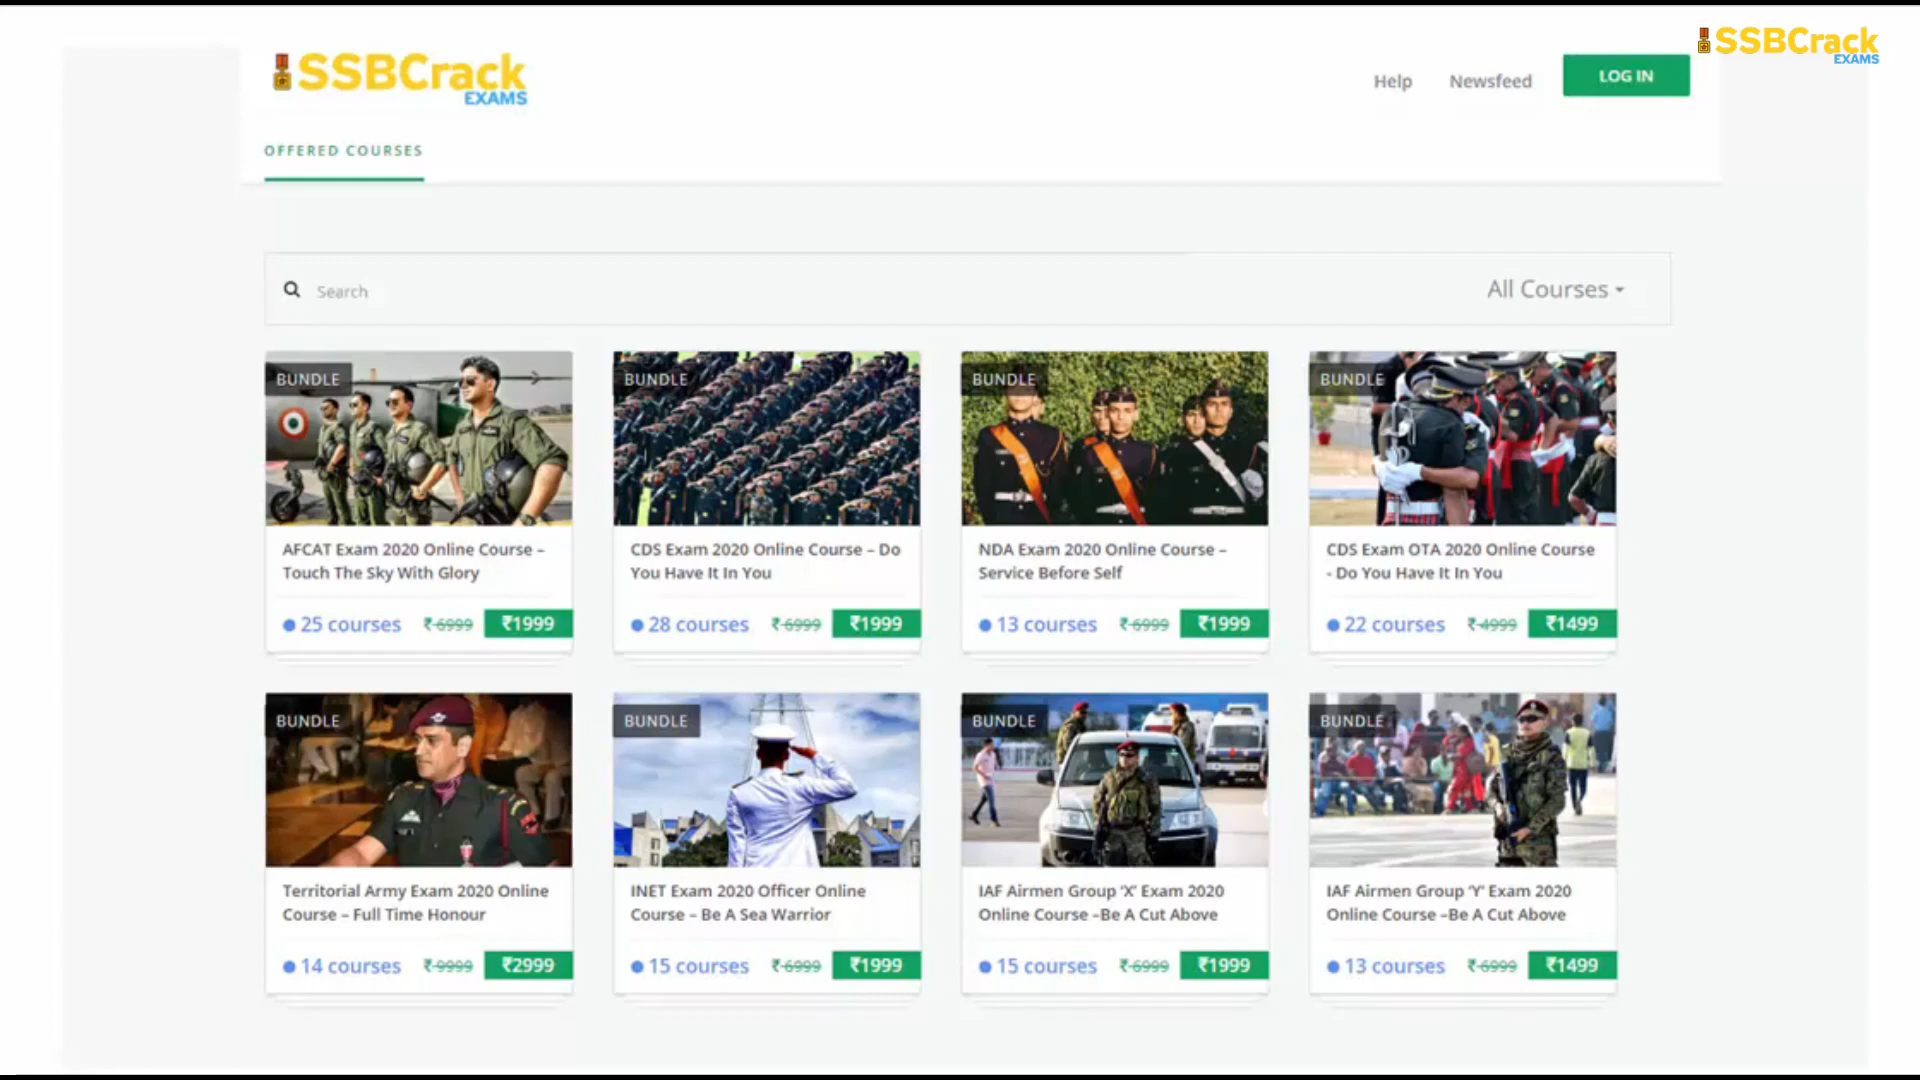 SSBCrack
EXAMS
SSBCrack
EXAMS
Help
Newsfeed
LOG IN
OFFERED COURSES
Search
All Courses
BUNDLE
AFCAT Exam 2020 Online Course –
Touch The Sky With Glory
25 courses ₹ 6999 ₹1999
BUNDLE
CDS Exam 2020 Online Course – Do
You Have It In You
28 courses ₹ 6999 ₹1999
BUNDLE
NDA Exam 2020 Online Course –
Service Before Self
13 courses ₹ 6999 ₹1999
BUNDLE
CDS Exam OTA 2020 Online Course
- Do You Have It In You
22 courses ₹ 4999 ₹1499
BUNDLE
Territorial Army Exam 2020 Online
Course – Full Time Honour
14 courses ₹ 9999 ₹2999
BUNDLE
INET Exam 2020 Officer Online
Course – Be A Sea Warrior
15 courses ₹ 6999 ₹1999
BUNDLE
IAF Airmen Group ‘X’ Exam 2020
Online Course –Be A Cut Above
15 courses ₹ 6999 ₹1999
BUNDLE
IAF Airmen Group ‘Y’ Exam 2020
Online Course –Be A Cut Above
13 courses ₹ 6999 ₹1499